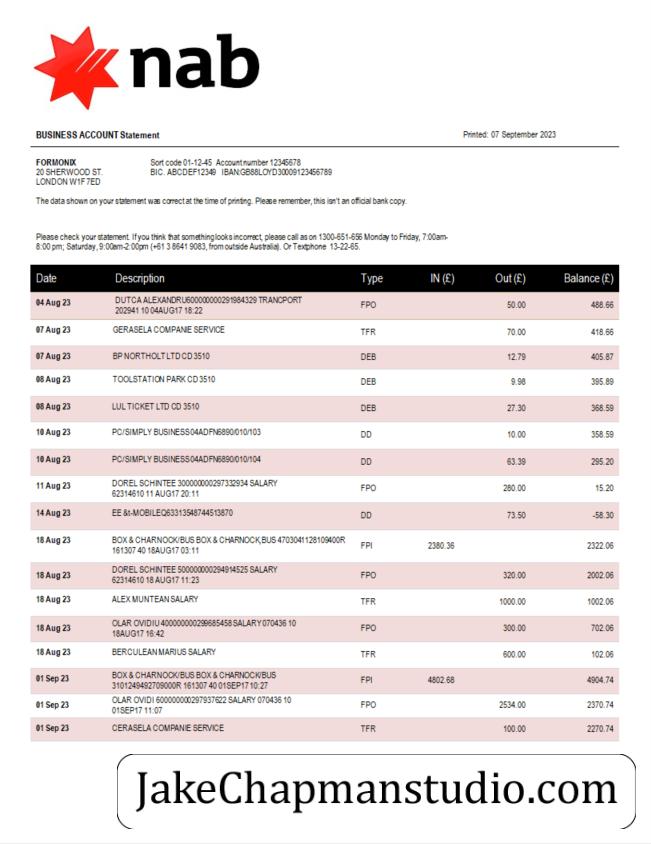 nab
BUSINESS ACCOUNT Statement
Printed: 07 September 2023
FORMONIX
Sort code 01-12-45 Account number 12345678
20 SHERWOOD ST.
BIC. ABCDEF12349 IBAN:GB88LOYD30009123456789
LONDON W1F 7ED
The data shown on your statement was correct at the time of printing. Please remember, this isn't an official bank copy.
Please check your statement. If you think that something looks incorrect, please call as on 1300-651-656 Monday to Friday, 7:00am-
8:00 pm; Saturday, 9:00am-2:00pm (+61 3 8641 9083, from outside Australia). Or Textphone 13-22-65.
Date Description Type IN (£) Out (£) Balance (£)
04 Aug 23 DUTCA ALEXANDRU600000000291984329 TRANCPORT FPO 50.00 488.66
202941 10 04AUG17 18:22
07 Aug 23 GERASELA COMPANIE SERVICE TFR 70.00 418.66
07 Aug 23 BP NORTHOLT LTD CD 3510 DEB 12.79 405.87
08 Aug 23 TOOLSTATION PARK CD 3510 DEB 9.98 395.89
08 Aug 23 LUL TICKET LTD CD 3510 DEB 27.30 368.59
10 Aug 23 PC/SIMPLY BUSINESS04ADFN6890/010/103 DD 10.00 358.59
10 Aug 23 PC/SIMPLY BUSINESS04ADFN6890/010/104 DD 63.39 295.20
11 Aug 23 DOREL SCHINTEE 300000000297332934 SALARY FPO 280.00 15.20
62314610 11 AUG17 20:11
14 Aug 23 EE &t-MOBILEQ63313548744513870 DD 73.50 -58.30
18 Aug 23 BOX & CHARNOCK/BUS BOX & CHARNOCK,BUS 4703041128109400R FPI 2380.36 2322.06
161307 40 18AUG17 03:11
18 Aug 23 DOREL SCHINTEE 500000000294914525 SALARY FPO 320.00 2002.06
62314610 18 AUG17 11:23
18 Aug 23 ALEX MUNTEAN SALARY TFR 1000.00 1002.06
18 Aug 23 OLAR OVIDIU 400000000299685458 SALARY 070436 10 FPO 300.00 702.06
18AUG17 16:42
18 Aug 23 BERCULEAN MARIUS SALARY TFR 600.00 102.06
01 Sep 23 BOX & CHARNOCK/BUS BOX & CHARNOCK/BUS FPI 4802.68 4904.74
3101249492709000R 161307 40 01SEP17 10:27
01 Sep 23 OLAR OVIDI 600000000297937622 SALARY 070436 10 FPO 2534.00 2370.74
01SEP17 11:07
01 Sep 23 CERASELA COMPANIE SERVICE TFR 100.00 2270.74
JakeChapmanstudio.com